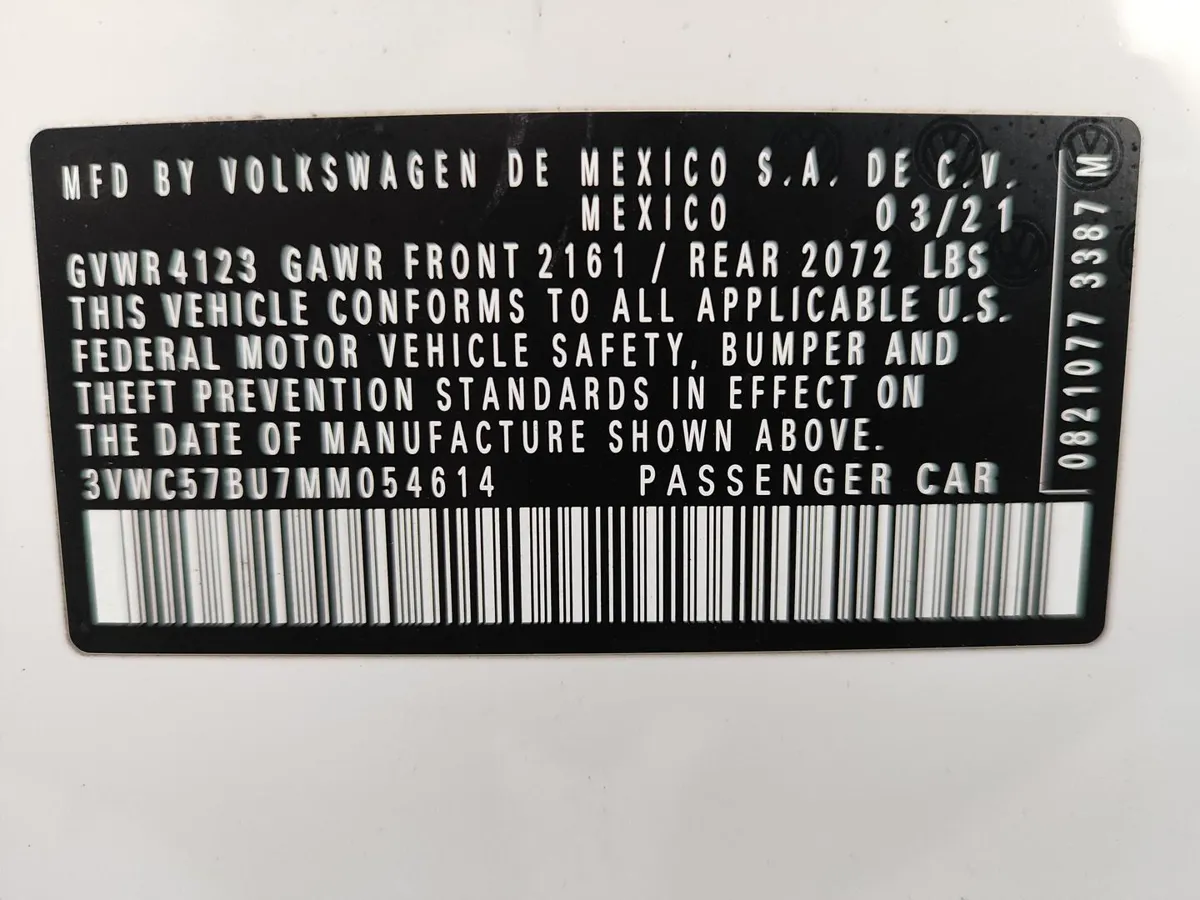 MFD BY VOLKSWAGEN DE MEXICO S.A. DE C.V.
MEXICO 03/21
GVWR 4123 GAWR FRONT 2161 / REAR 2072 LBS
THIS VEHICLE CONFORMS TO ALL APPLICABLE U.S.
FEDERAL MOTOR VEHICLE SAFETY, BUMPER AND
THEFT PREVENTION STANDARDS IN EFFECT ON
THE DATE OF MANUFACTURE SHOWN ABOVE.
3VWC57BU7MM054614 PASSENGER CAR
0821077 3387 M